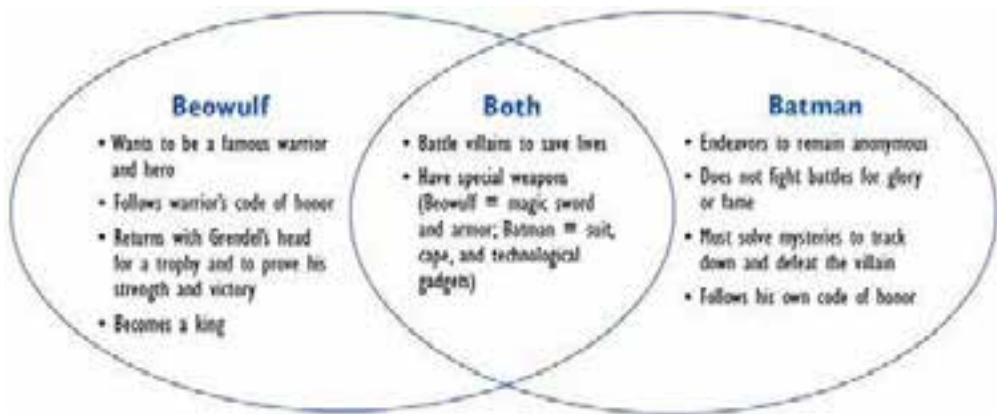 Beowulf
• Wants to be a famous warrior
and hero
• Follows warrior's code of honor
• Returns with Grendel's head
for a trophy and to prove his
strength and victory
• Becomes a king
Both
• Battle villains to save lives
• Have special weapons
(Beowulf = magic sword
and armor; Batman = suit,
cape, and technological
gadgets)
Batman
• Endeavors to remain anonymous
• Does not fight battles for glory
or fame
• Must solve mysteries to track
down and defeat the villain
• Follows his own code of honor